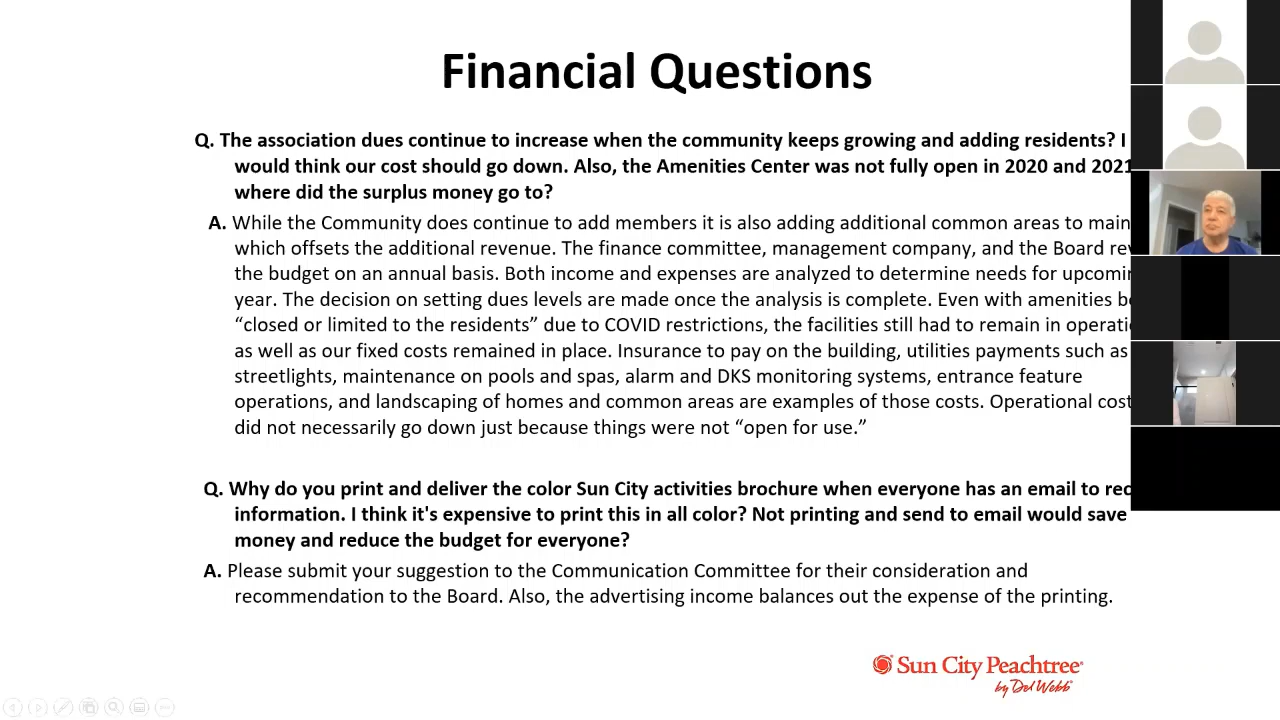 Financial Questions
Q. The association dues continue to increase when the community keeps growing and adding residents? I
would think our cost should go down. Also, the Amenities Center was not fully open in 2020 and 2021
where did the surplus money go to?
A. While the Community does continue to add members it is also adding additional common areas to
which offsets the additional revenue. The finance committee, management company, and the Board
the budget on an annual basis. Both income and expenses are analyzed to determine needs for
year. The decision on setting dues levels are made once the analysis is complete. Even with amenities
“closed or limited to the residents” due to COVID restrictions, the facilities still had to remain in
as well as our fixed costs remained in place. Insurance to pay on the building, utilities payments such as
streetlights, maintenance on pools and spas, alarm and DKS monitoring systems, entrance feature
operations, and landscaping of homes and common areas are examples of those costs. Operational
did not necessarily go down just because things were not “open for use.”
Q. Why do you print and deliver the color Sun City activities brochure when everyone has an email to
information. I think it's expensive to print this in all color? Not printing and send to email would save
money and reduce the budget for everyone?
A. Please submit your suggestion to the Communication Committee for their consideration and
recommendation to the Board. Also, the advertising income balances out the expense of the printing.
Sun City Peachtree®
by Del Webb®